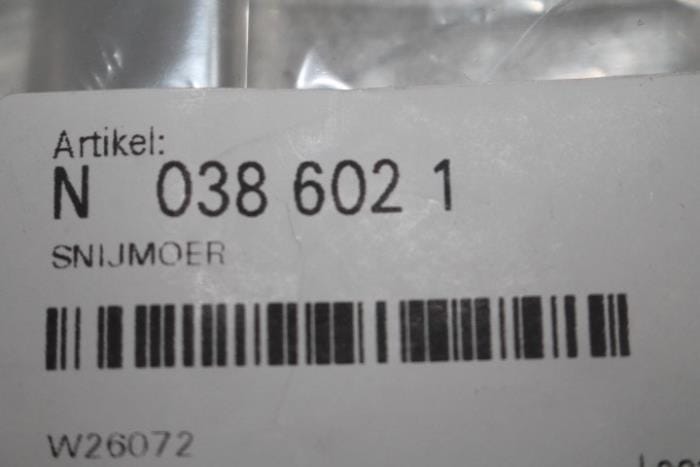 Artikel:
N 038 602 1
SNIJMOER
W26072